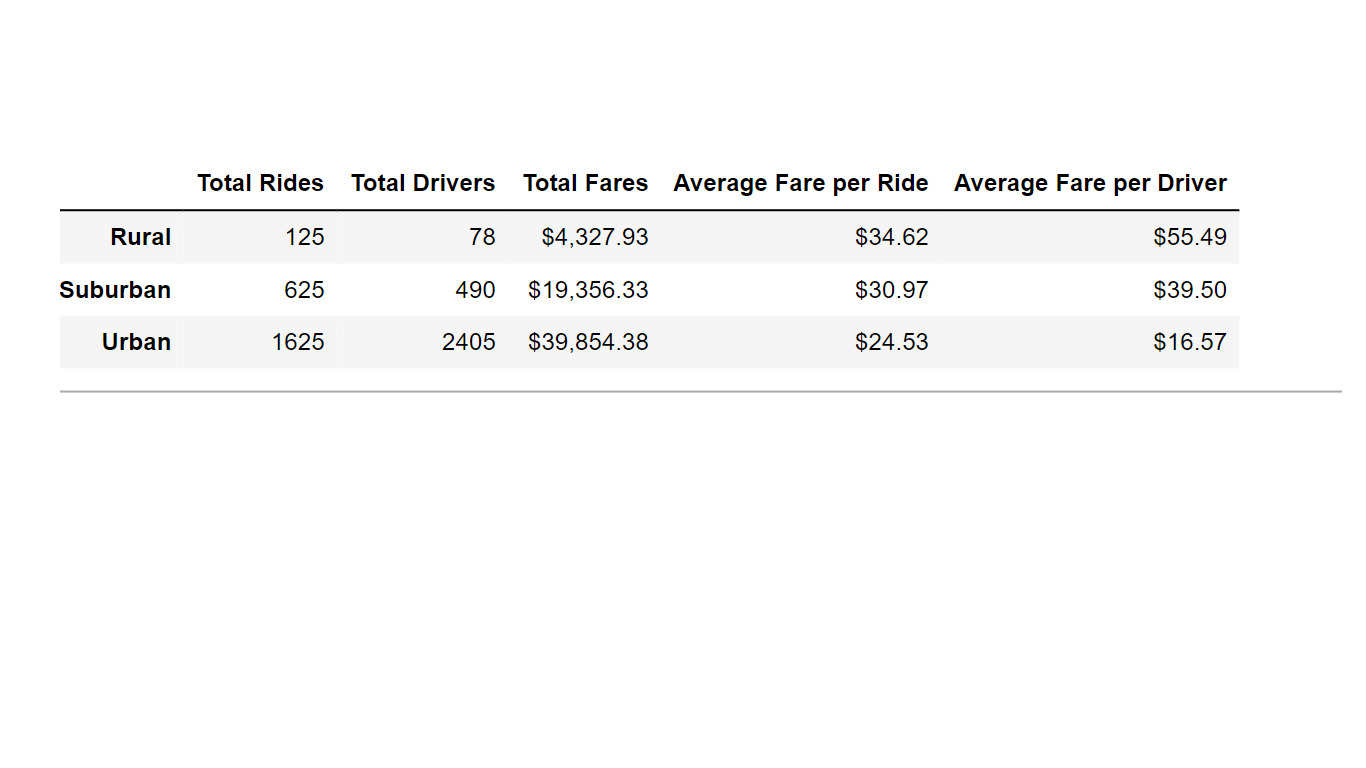 Total Rides Total Drivers Total Fares Average Fare per Ride Average Fare per Driver
Rural 125 78 $4,327.93 $34.62 $55.49
Suburban 625 490 $19,356.33 $30.97 $39.50
Urban 1625 2405 $39,854.38 $24.53 $16.57